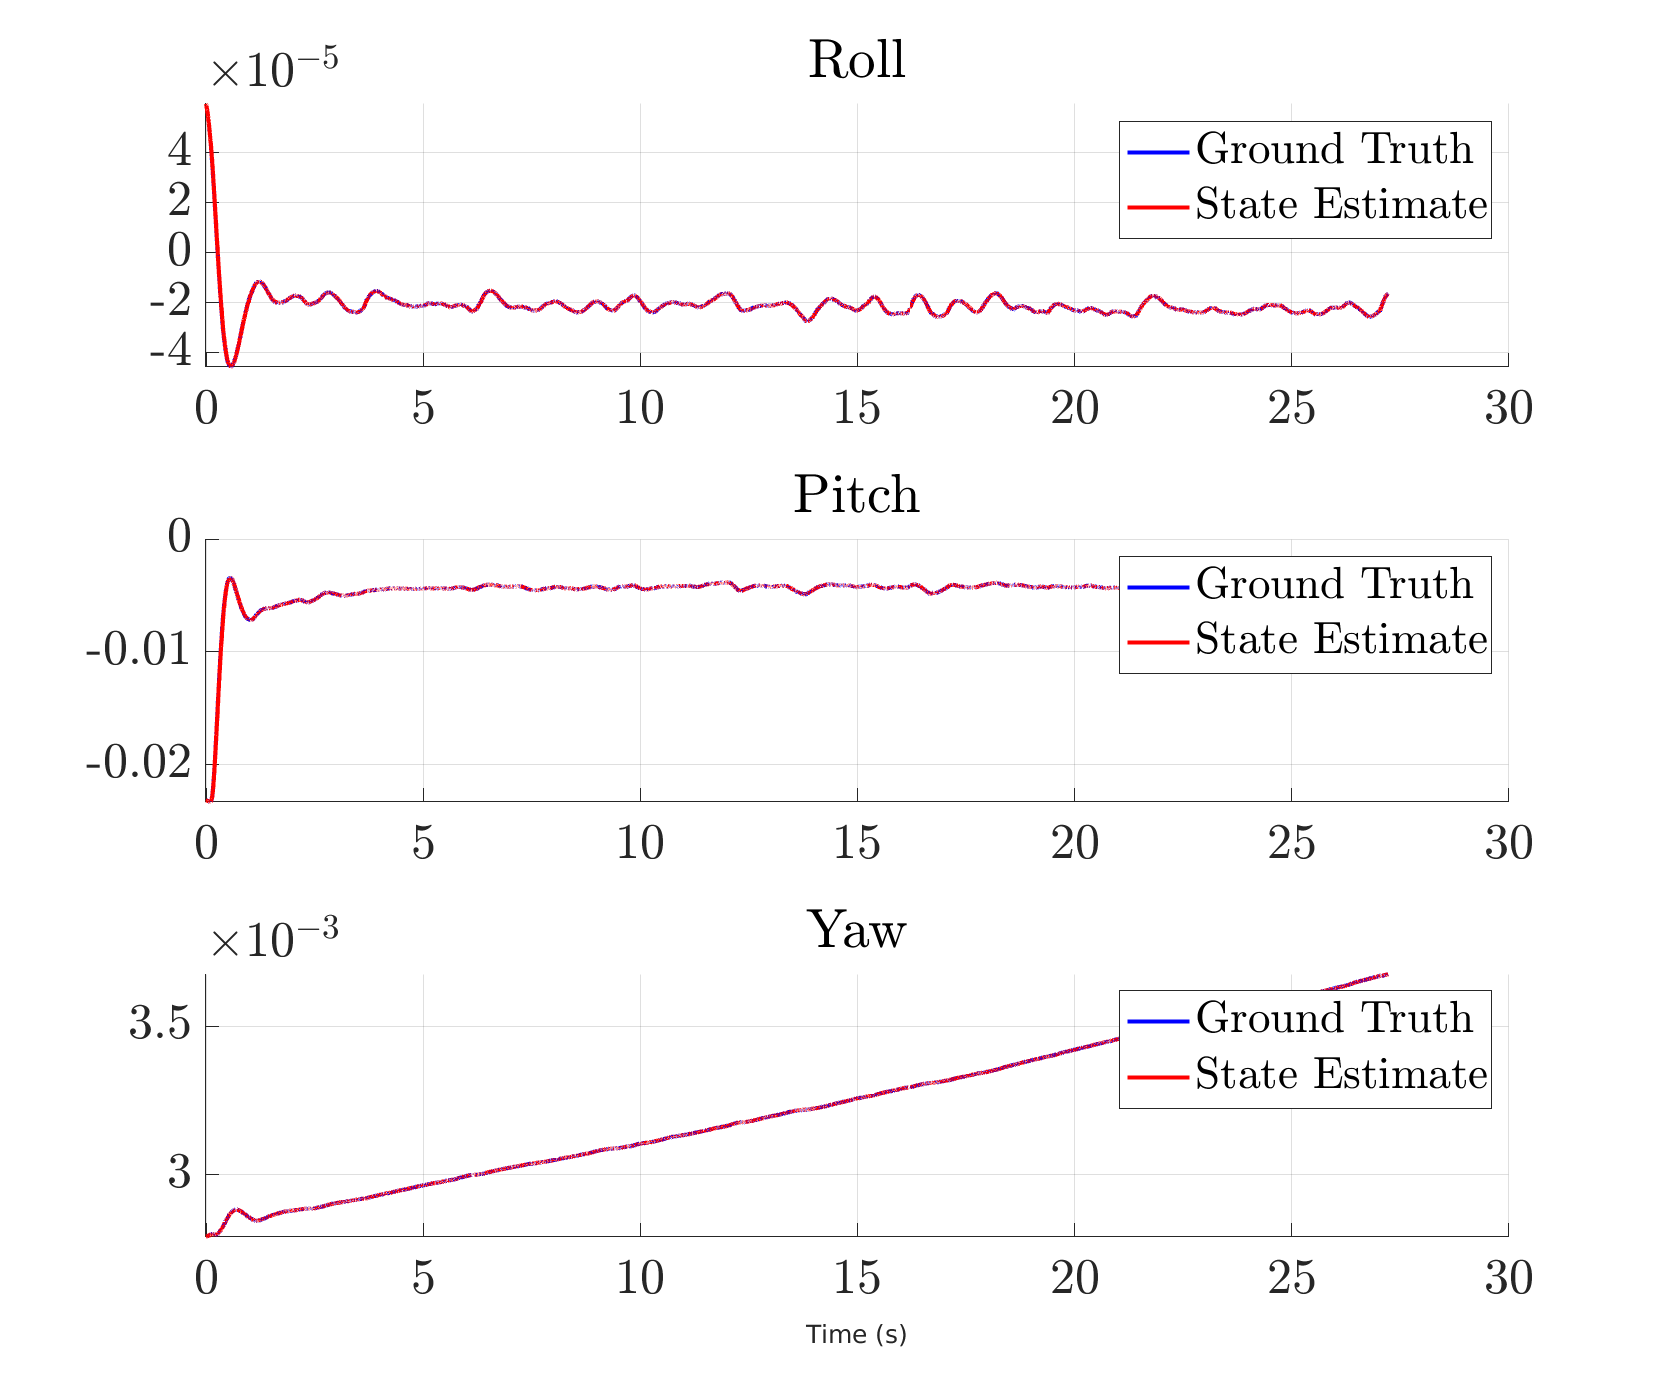 Roll
×10⁻⁵
4
2
0
-2
-4
Ground Truth
State Estimate
0 5 10 15 20 25 30
Pitch
0
-0.01
-0.02
Ground Truth
State Estimate
0 5 10 15 20 25 30
Yaw
×10⁻³
3.5
3
Ground Truth
State Estimate
0 5 10 15 20 25 30
Time (s)